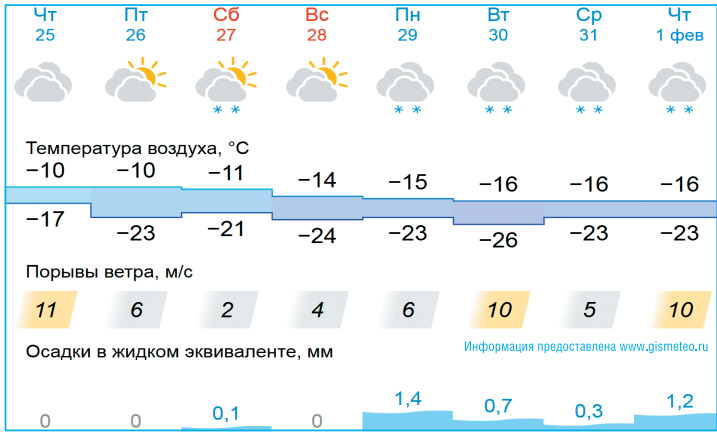 Чт Пт Сб Вс Пн Вт Ср Чт
25 26 27 28 29 30 31 1 фев
Температура воздуха, °C
−10 −10 −11 −14 −15 −16 −16 −16
−17 −23 −21 −24 −23 −26 −23 −23
Порывы ветра, м/с
11 6 2 4 6 10 5 10
Осадки в жидком эквиваленте, мм
Информация предоставлена www.gismeteo.ru
0 0 0,1 0 1,4 0,7 0,3 1,2